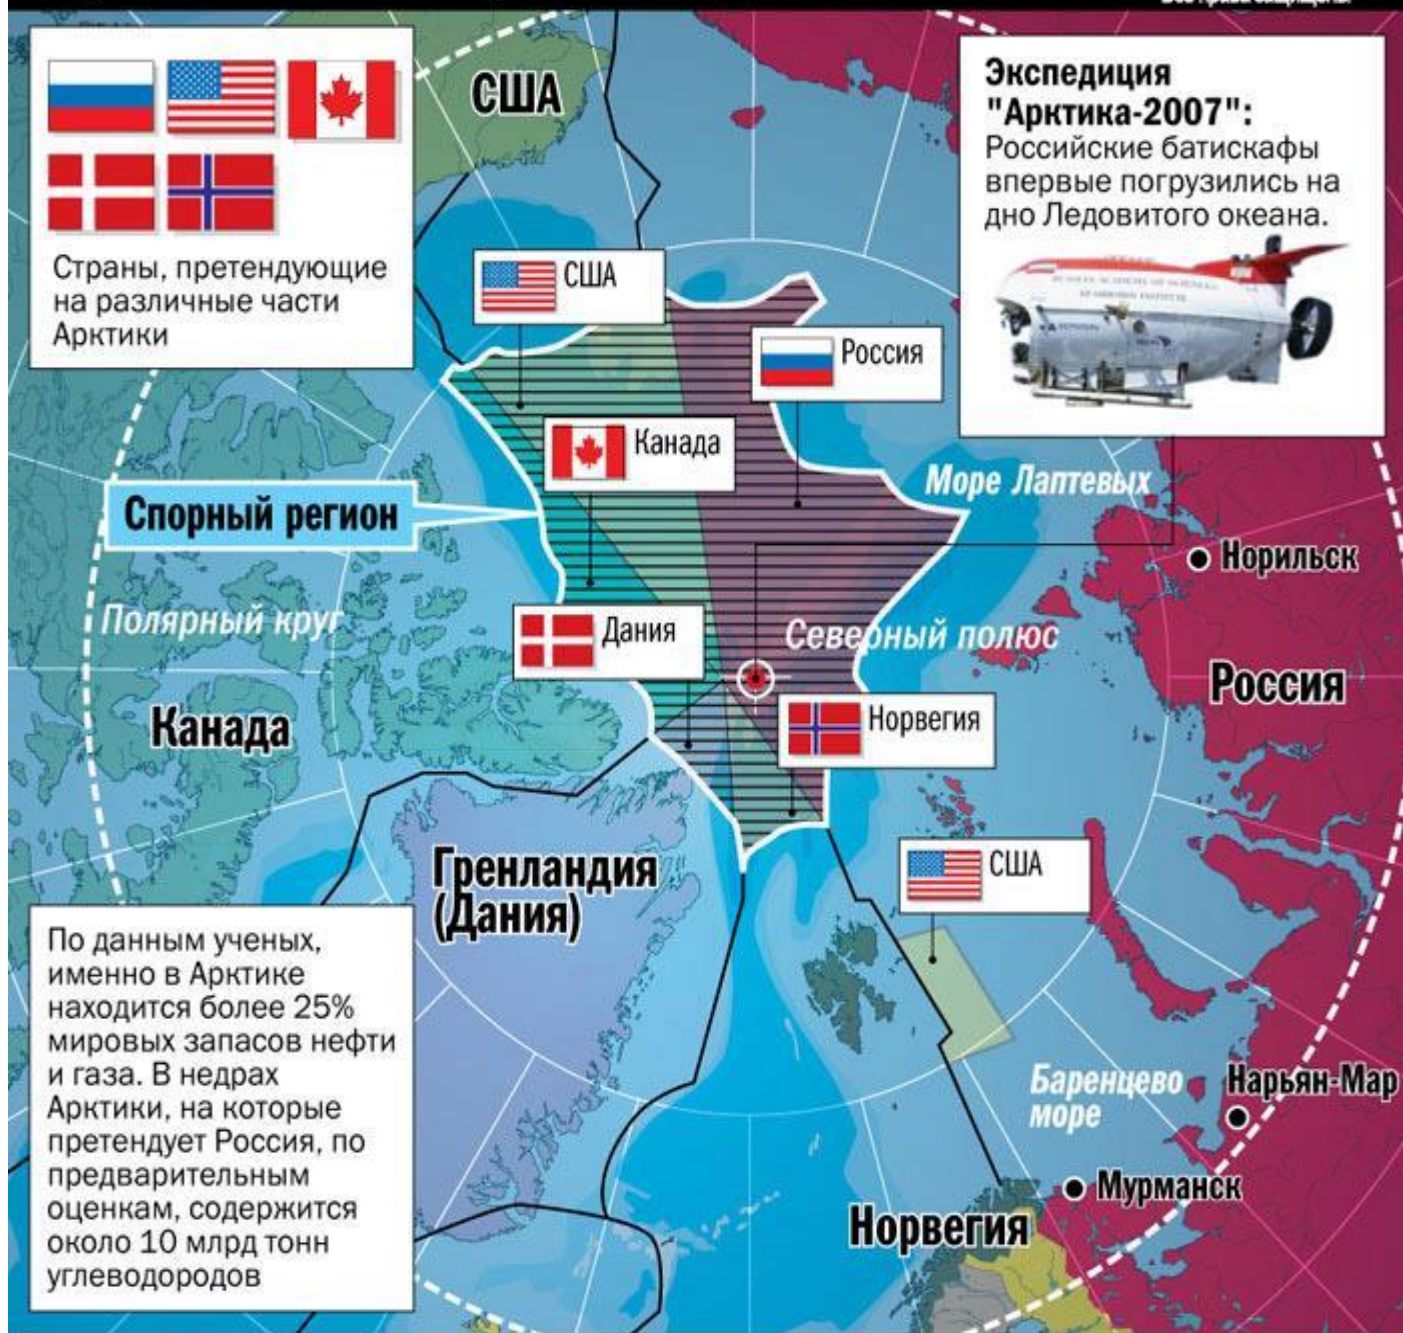 США
Страны, претендующие
на различные части
Арктики
Экспедиция
"Арктика-2007":
Российские батискафы
впервые погрузились на
дно Ледовитого океана.
США
Россия
Канада
Море Лаптевых
Спорный регион
Норильск
Полярный круг
Дания
Северный полюс
Россия
Канада
Норвегия
Гренландия
(Дания)
США
По данным ученых,
именно в Арктике
находится более 25%
мировых запасов нефти
и газа. В недрах
Арктики, на которые
претендует Россия, по
предварительным
оценкам, содержится
около 10 млрд тонн
углеводородов
Баренцево
море
Нарьян-Мар
Мурманск
Норвегия